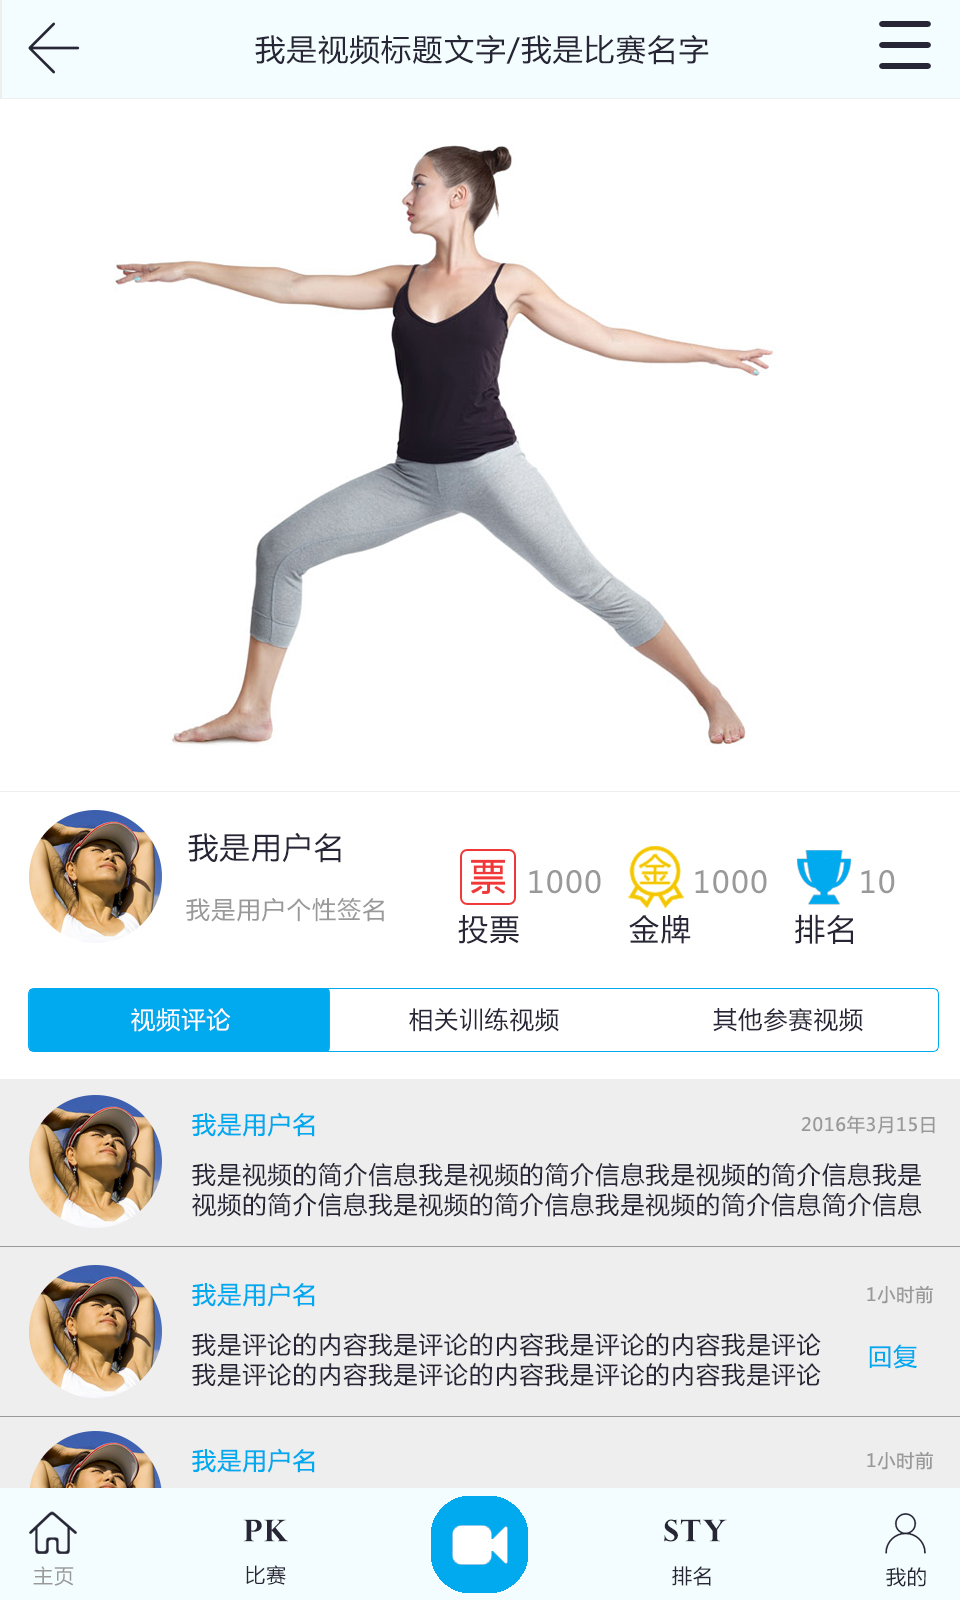 我是视频标题文字/我是比赛名字
我是用户名
我是用户个性签名
票 1000
投票
金 1000
金牌
10
排名
视频评论 相关训练视频 其他参赛视频
我是用户名 2016年3月15日
我是视频的简介信息我是视频的简介信息我是视频的简介信息我是
视频的简介信息我是视频的简介信息我是视频的简介信息简介信息
我是用户名 1小时前
我是评论的内容我是评论的内容我是评论的内容我是评论
我是评论的内容我是评论的内容我是评论的内容我是评论
回复
我是用户名 1小时前
PK STY
主页 比赛 排名 我的